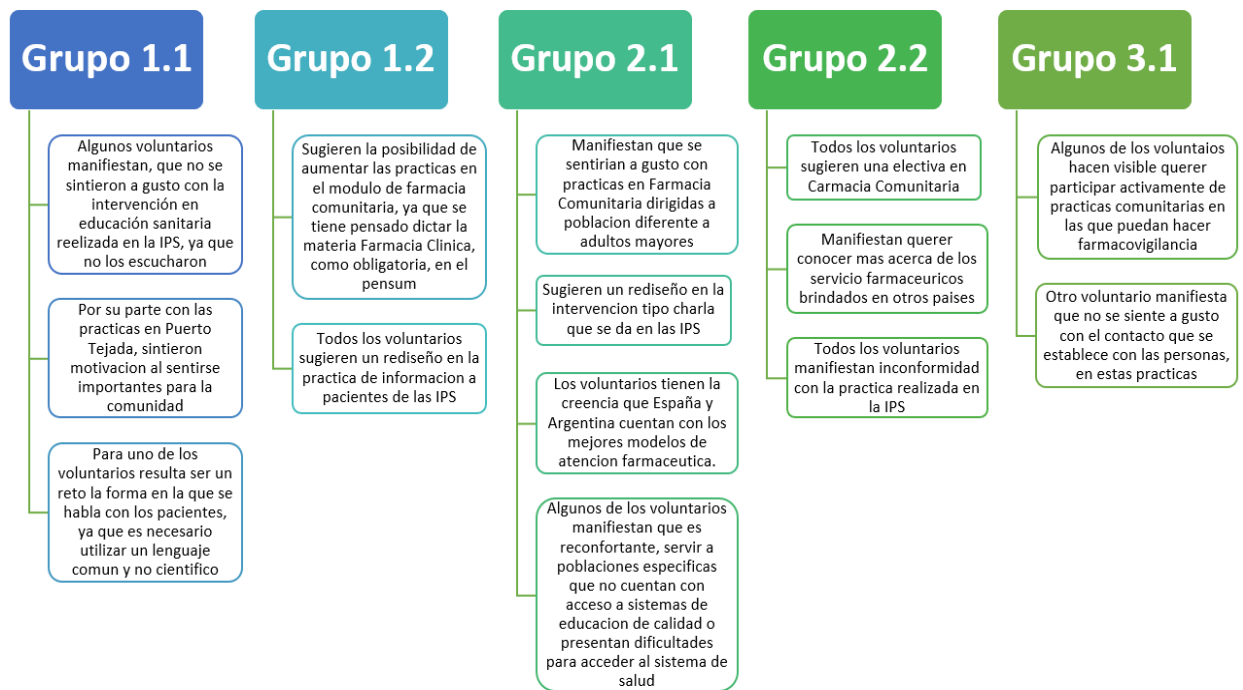 Grupo 1.1
Algunos voluntarios
manifiestan, que no se
sintieron a gusto con la
intervención en
educación sanitaria
reelizada en la IPS, ya que
no los escucharon
Por su parte con las
practicas en Puerto
Tejada, sintieron
motivacion al sentirse
importantes para la
comunidad
Para uno de los
voluntarios resulta ser un
reto la forma en la que se
habla con los pacientes,
ya que es necesario
utilizar un lenguaje
comun y no cientifico
Grupo 1.2
Sugieren la posibilidad de
aumentar las practicas en
el modulo de farmacia
comunitaria, ya que se
tiene pensado dictar la
materia Farmacia Clinica,
como obligatoria, en el
pensum
Todos los voluntarios
sugieren un rediseño en la
practica de informacion a
pacientes de las IPS
Grupo 2.1
Manifiestan que se
sentirian a gusto con
practicas en Farmacia
Comunitaria dirigidas a
poblacion diferente a
adultos mayores
Sugieren un rediseño en la
intervencion tipo charla
que se da en las IPS
Los voluntarios tienen la
creencia que España y
Argentina cuentan con los
mejores modelos de
atencion farmaceutica.
Algunos de los voluntarios
manifiestan que es
reconfortante, servir a
poblaciones especificas
que no cuentan con
acceso a sistemas de
educacion de calidad o
presentan dificultades
para acceder al sistema de
salud
Grupo 2.2
Todos los voluntarios
sugieren una electiva en
Carmacia Comunitaria
Manifiestan querer
conocer mas acerca de los
servicio farmaceuricos
brindados en otros paises
Todos los voluntarios
manifiestan inconformidad
con la practica realizada en
la IPS
Grupo 3.1
Algunos de los voluntaios
hacen visible querer
participar activamente de
practicas comunitarias en
las que puedan hacer
farmacovigilancia
Otro voluntario manifiesta
que no se siente a gusto
con el contacto que se
establece con las personas,
en estas practicas